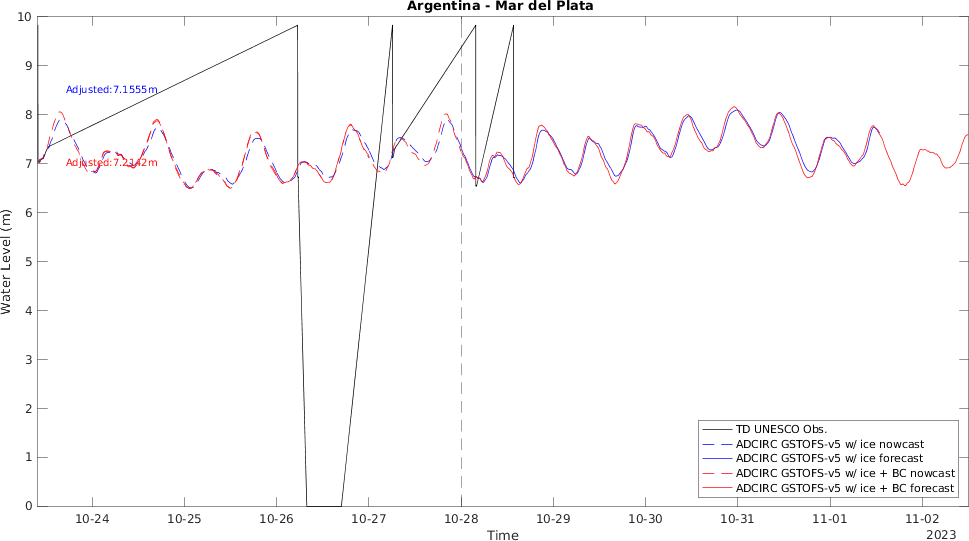 Argentina - Mar del Plata
Water Level (m)
10
9
8
7
6
5
4
3
2
1
0
Adjusted:7.1555m
Adjusted:7.2142m
TD UNESCO Obs.
ADCIRC GSTOFS-v5 w/ ice nowcast
ADCIRC GSTOFS-v5 w/ ice forecast
ADCIRC GSTOFS-v5 w/ ice + BC nowcast
ADCIRC GSTOFS-v5 w/ ice + BC forecast
10-24 10-25 10-26 10-27 10-28 10-29 10-30 10-31 11-01 11-02
Time
2023